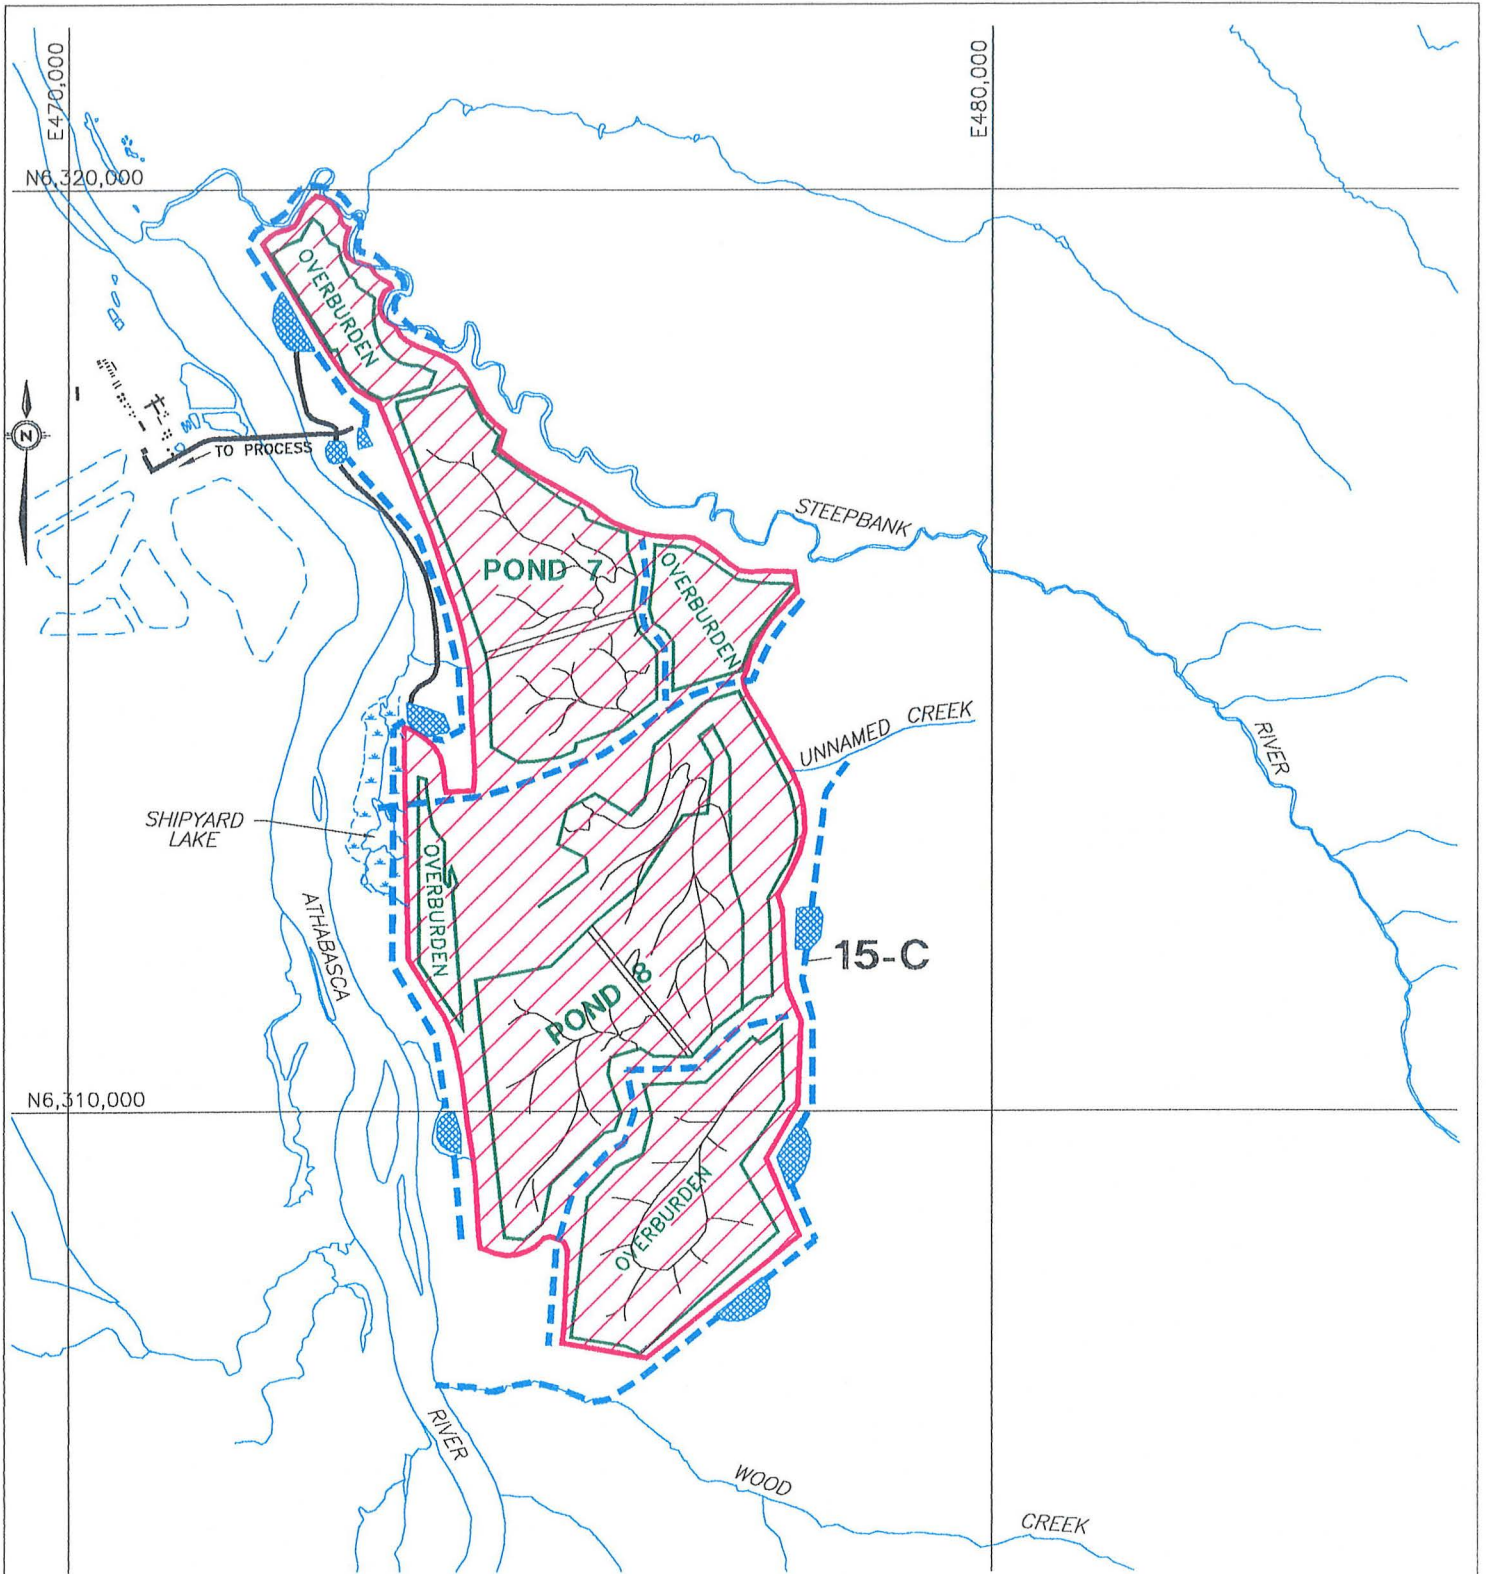 E470,000
E480,000
N6,320,000
OVERBURDEN
N
TO PROCESS
STEEPBANK
POND 7
OVERBURDEN
UNNAMED CREEK
RIVER
SHIPYARD
LAKE
OVERBURDEN
ATHABASCA
15-C
POND 8
N6,310,000
OVERBURDEN
RIVER
WOOD
CREEK